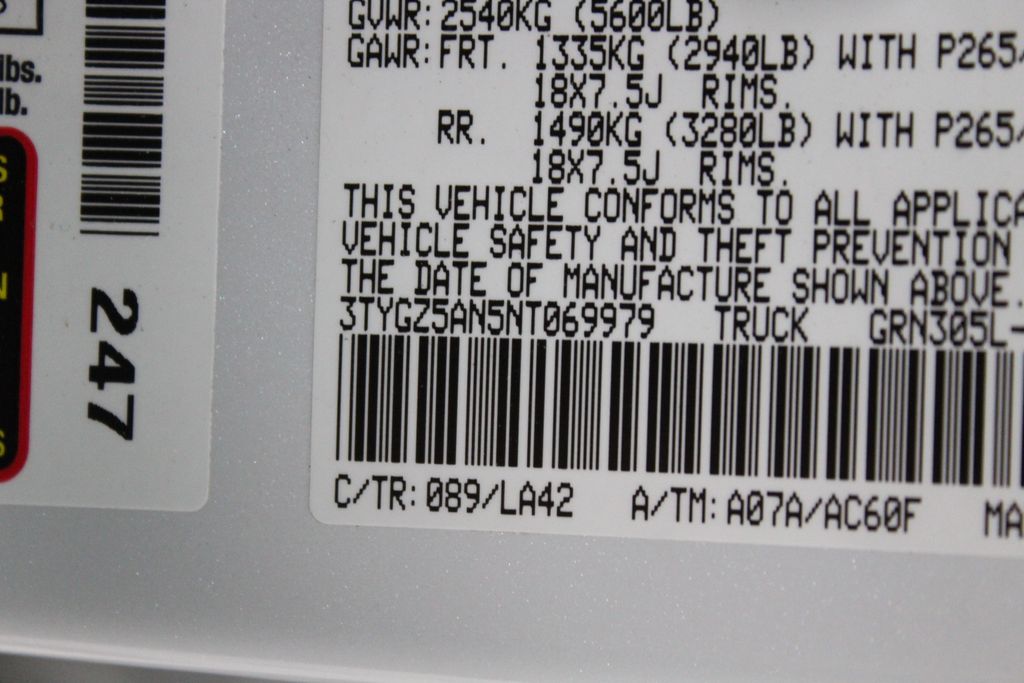 GVWR: 2540KG (5600LB)
GAWR: FRT. 1335KG (2940LB) WITH P265/
18X7.5J RIMS.
RR. 1490KG (3280LB) WITH P265/
18X7.5J RIMS.
THIS VEHICLE CONFORMS TO ALL APPLICA
VEHICLE SAFETY AND THEFT PREVENTION
THE DATE OF MANUFACTURE SHOWN ABOVE.
3TYGZ5AN5NT069979 TRUCK GRN305L-
C/TR: 089/LA42 A/TM: A07A/AC60F MA
lbs.
lb.
247